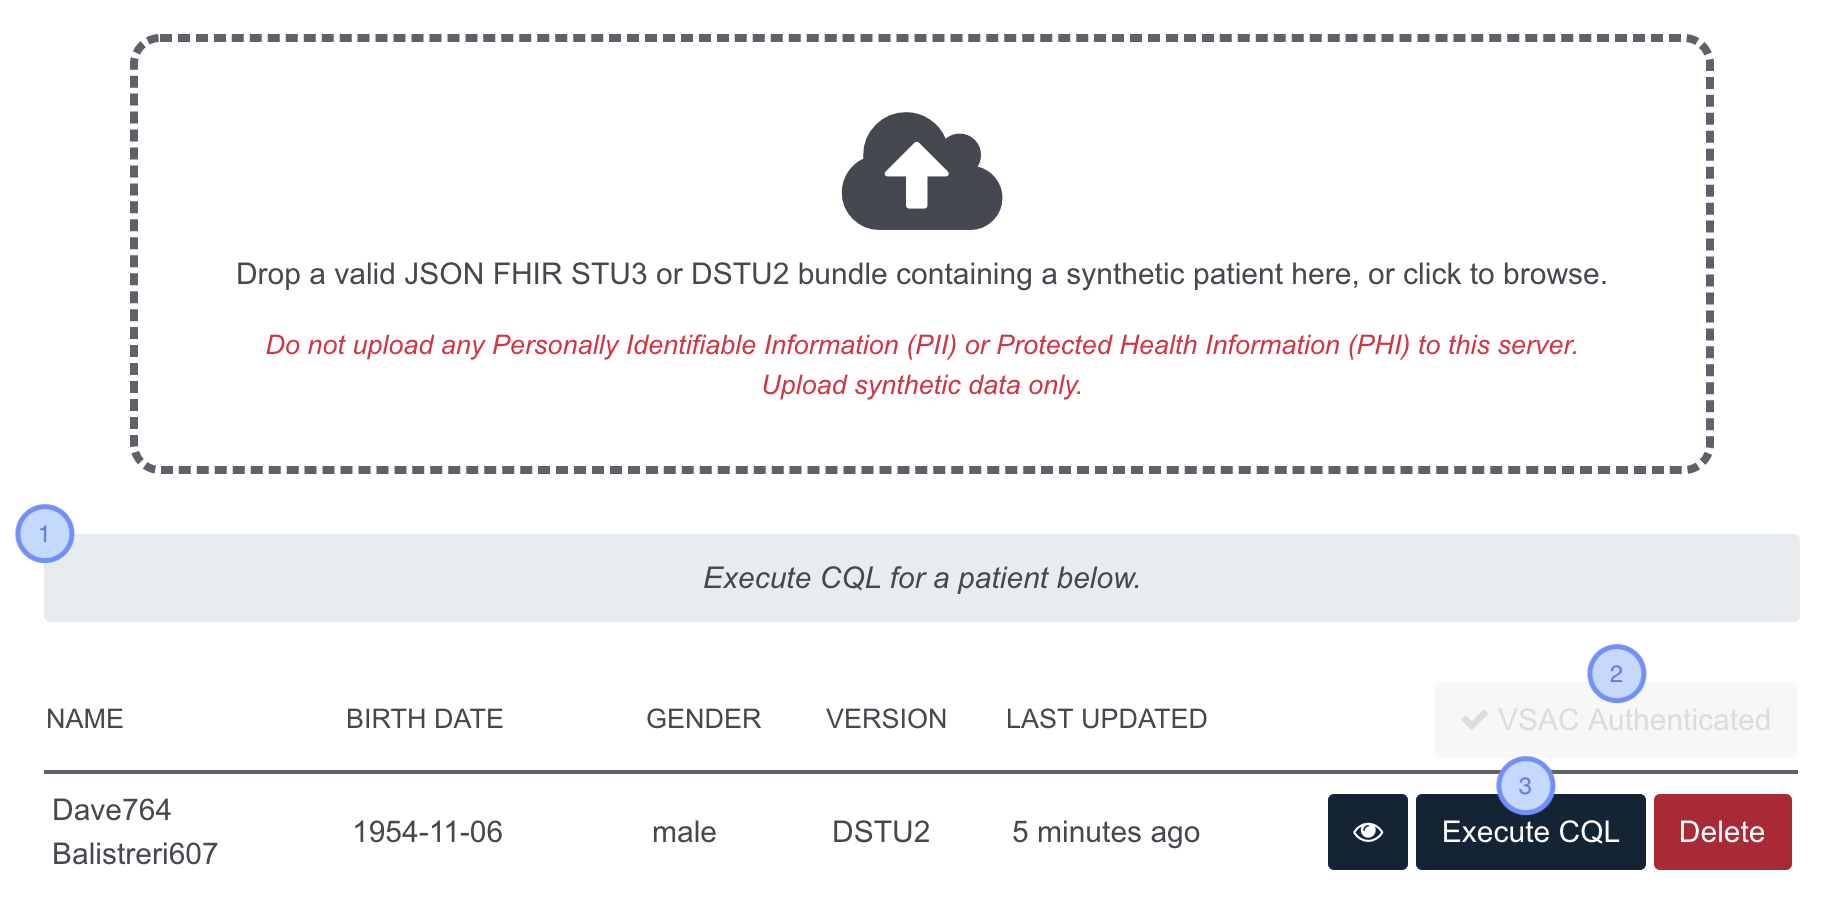 Drop a valid JSON FHIR STU3 or DSTU2 bundle containing a synthetic patient here, or click to browse.
Do not upload any Personally Identifiable Information (PII) or Protected Health Information (PHI) to this server.
Upload synthetic data only.
1
Execute CQL for a patient below.
2
NAME BIRTH DATE GENDER VERSION LAST UPDATED VSAC Authenticated
3
Dave764
Balistreri607
1954-11-06 male DSTU2 5 minutes ago Execute CQL Delete